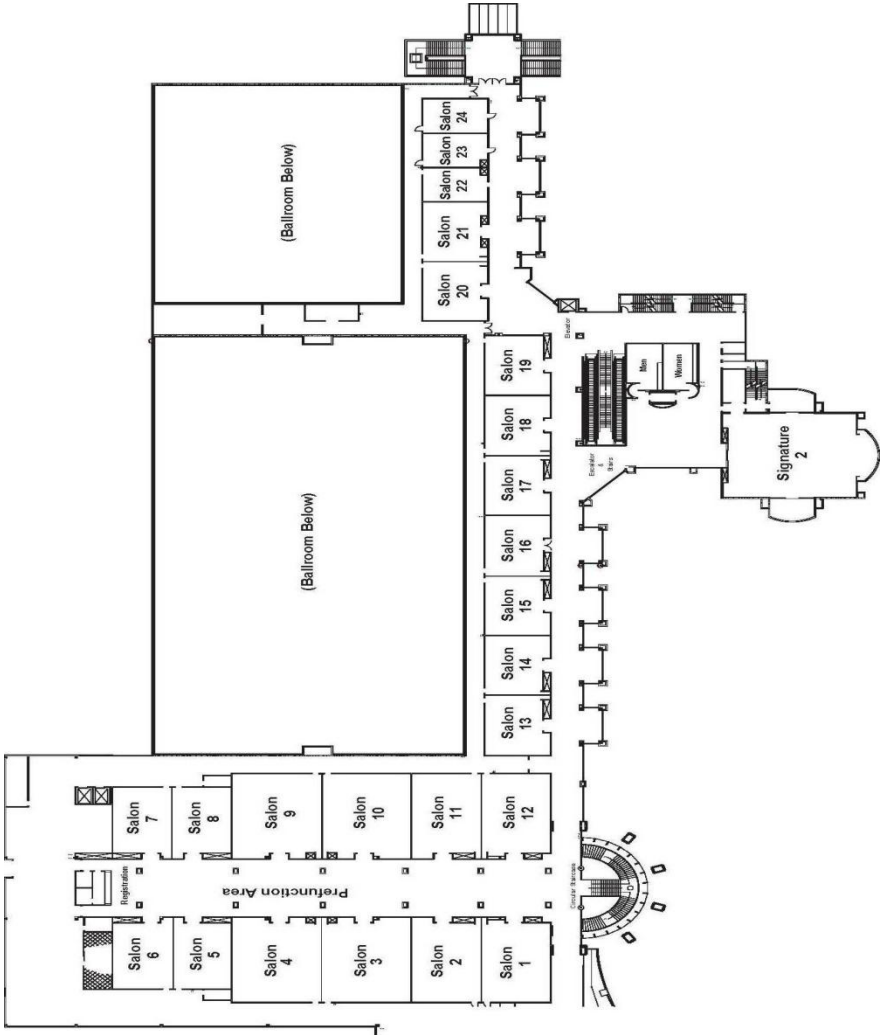 (Ballroom Below)
Salon
24
Salon
23
Salon
22
Salon
21
Salon
20
Elevator
(Ballroom Below)
Salon
19
Salon
18
Salon
17
Salon
16
Salon
15
Salon
14
Salon
13
Men
Women
Escalator
&
Stairs
Signature
2
Salon
7
Salon
8
Salon
9
Salon
10
Salon
11
Salon
12
Registration
Prefunction Area
Circular Staircase
Salon
6
Salon
5
Salon
4
Salon
3
Salon
2
Salon
1